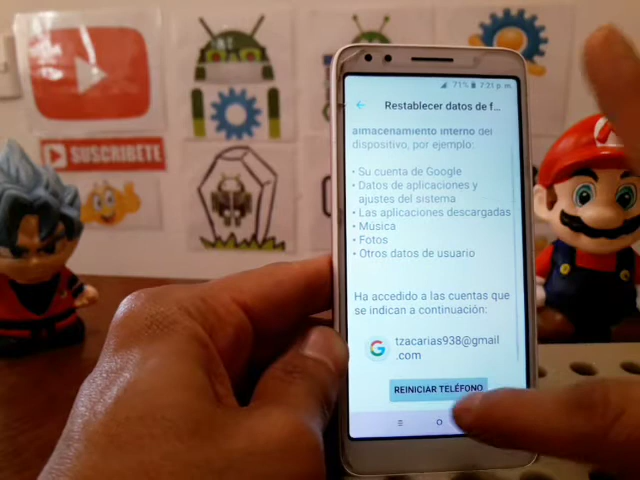 71% 7:21 p. m.
Restablecer datos de f...
almacenamiento interno del
dispositivo, por ejemplo:
• Su cuenta de Google
• Datos de aplicaciones y
ajustes del sistema
• Las aplicaciones descargadas
• Música
• Fotos
• Otros datos de usuario
Ha accedido a las cuentas que
se indican a continuación:
tzacarias938@gmail
.com
REINICIAR TELÉFONO
SUSCRIBETE